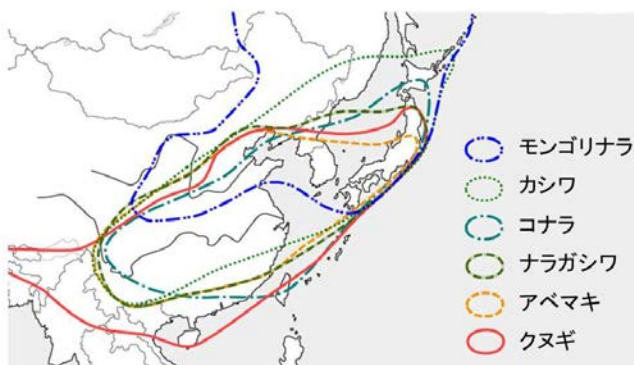 モンゴリナラ
カシワ
コナラ
ナラガシワ
アベマキ
クヌギ